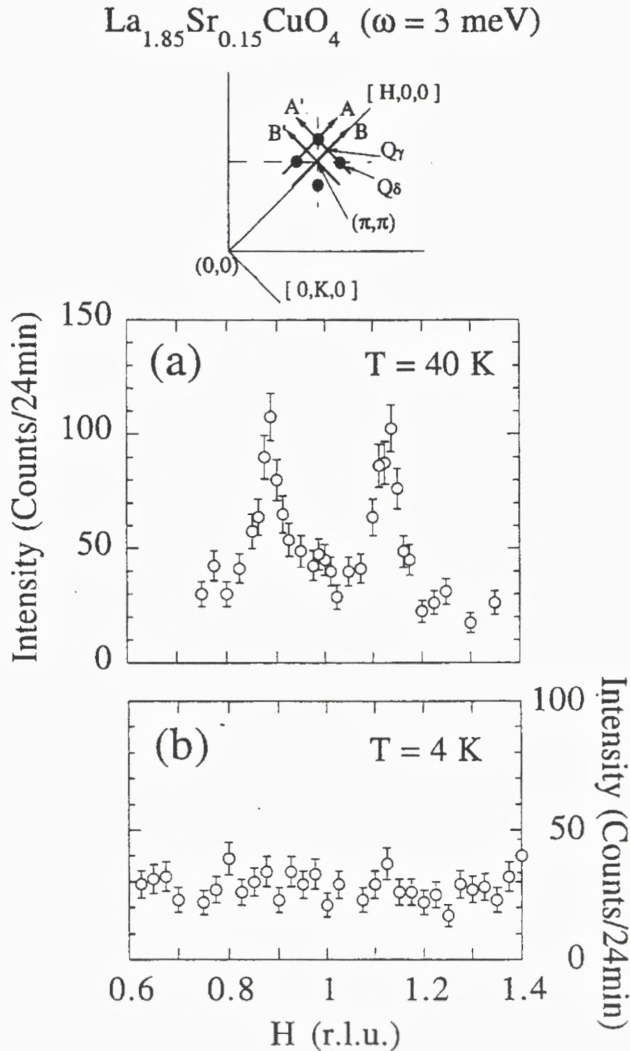 La1.85Sr0.15CuO4 (ω = 3 meV)
[ H,0,0 ]
A' A
B' B
Qγ
Qδ
(π,π)
(0,0)
[ 0,K,0 ]
150
(a) T = 40 K
100
50
0
Intensity (Counts/24min)
(b) T = 4 K
100
50
0
Intensity (Counts/24min)
0.6 0.8 1 1.2 1.4
H (r.l.u.)